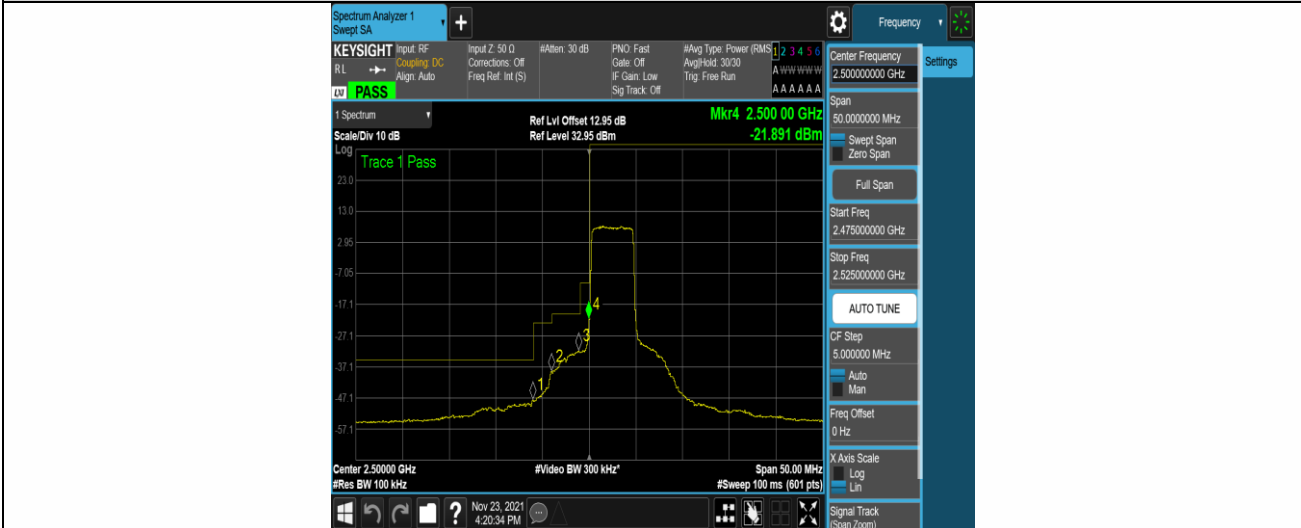 Spectrum Analyzer 1
Swept SA
+
Frequency
KEYSIGHT
RL
LXI PASS
Input: RF
Coupling: DC
Align: Auto
Input Z: 50 Ω
Corrections: Off
Freq Ref: Int (S)
#Atten: 30 dB
PNO: Fast
Gate: Off
IF Gain: Low
Sig Track: Off
#Avg Type: Power (RMS
Avg|Hold: 30/30
Trig: Free Run
1 2 3 4 5 6
A W W W W W
A A A A A A
1 Spectrum
Scale/Div 10 dB
Log
Ref Lvl Offset 12.95 dB
Ref Level 32.95 dBm
Mkr4 2.500 00 GHz
-21.891 dBm
Trace 1 Pass
23.0
13.0
2.95
-7.05
-17.1
-27.1
-37.1
-47.1
-57.1
4
3
2
1
Center 2.50000 GHz
#Res BW 100 kHz
#Video BW 300 kHz*
Span 50.00 MHz
#Sweep 100 ms (601 pts)
?
Nov 23, 2021
4:20:34 PM
Center Frequency
2.500000000 GHz
Settings
Span
50.0000000 MHz
Swept Span
Zero Span
Full Span
Start Freq
2.475000000 GHz
Stop Freq
2.525000000 GHz
AUTO TUNE
CF Step
5.000000 MHz
Auto
Man
Freq Offset
0 Hz
X Axis Scale
Log
Lin
Signal Track
(Span Zoom)